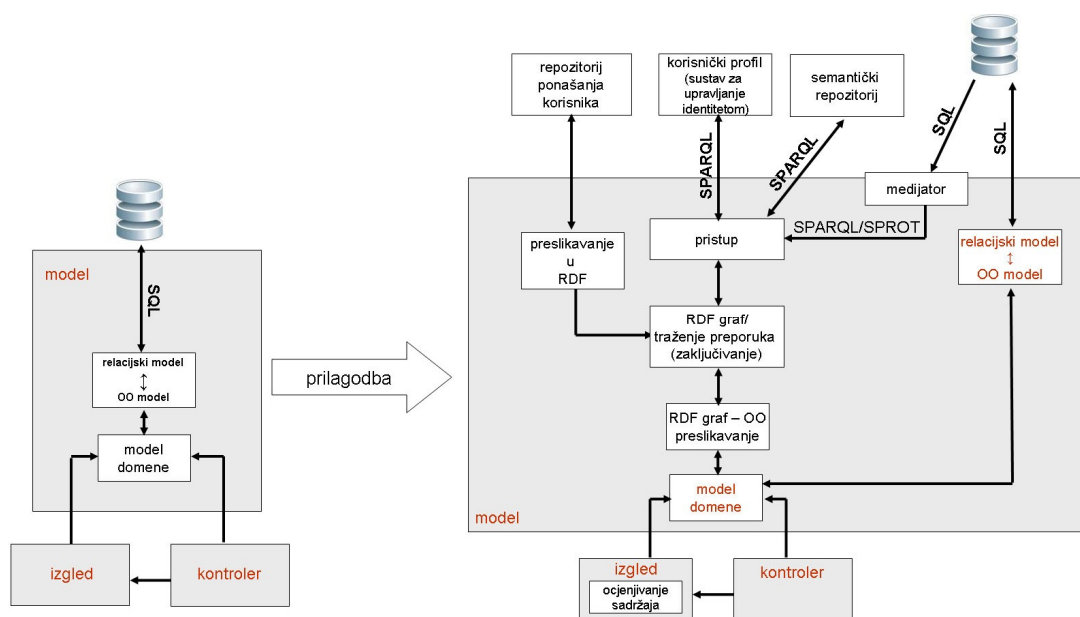 model
SQL
relacijski model
↕
OO model
model
domene
izgled
kontroler
prilagodba
repozitorij
ponašanja
korisnika
korisnički profil
(sustav za
upravljanje
identitetom)
semantički
repozitorij
SPARQL
SPARQL
SQL
SQL
medijator
SPARQL/SPROT
preslikavanje
u
RDF
pristup
relacijski model
↕
OO model
RDF graf/
traženje preporuka
(zaključivanje)
RDF graf – OO
preslikavanje
model
domene
model
izgled
ocjenjivanje
sadržaja
kontroler